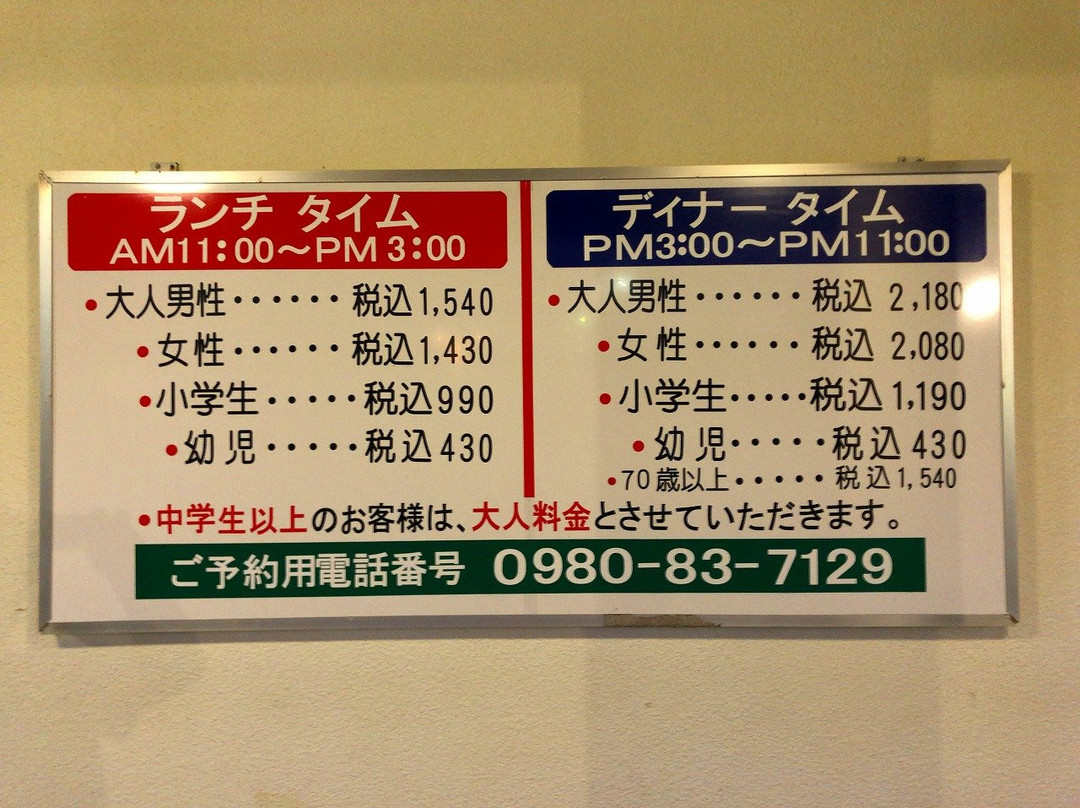 ランチ タイム
AM11:00～PM3:00
•大人男性・・・・・・税込1,540
•女性・・・・・・税込1,430
•小学生・・・・・税込990
•幼児・・・・・税込430
ディナー タイム
PM3:00～PM11:00
•大人男性・・・・・・税込 2,180
•女性・・・・・・税込 2,080
•小学生・・・・・税込1,190
•幼児・・・・・税込430
•70歳以上・・・・・税込1,540
•中学生以上のお客様は、大人料金とさせていただきます。
ご予約用電話番号 0980-83-7129